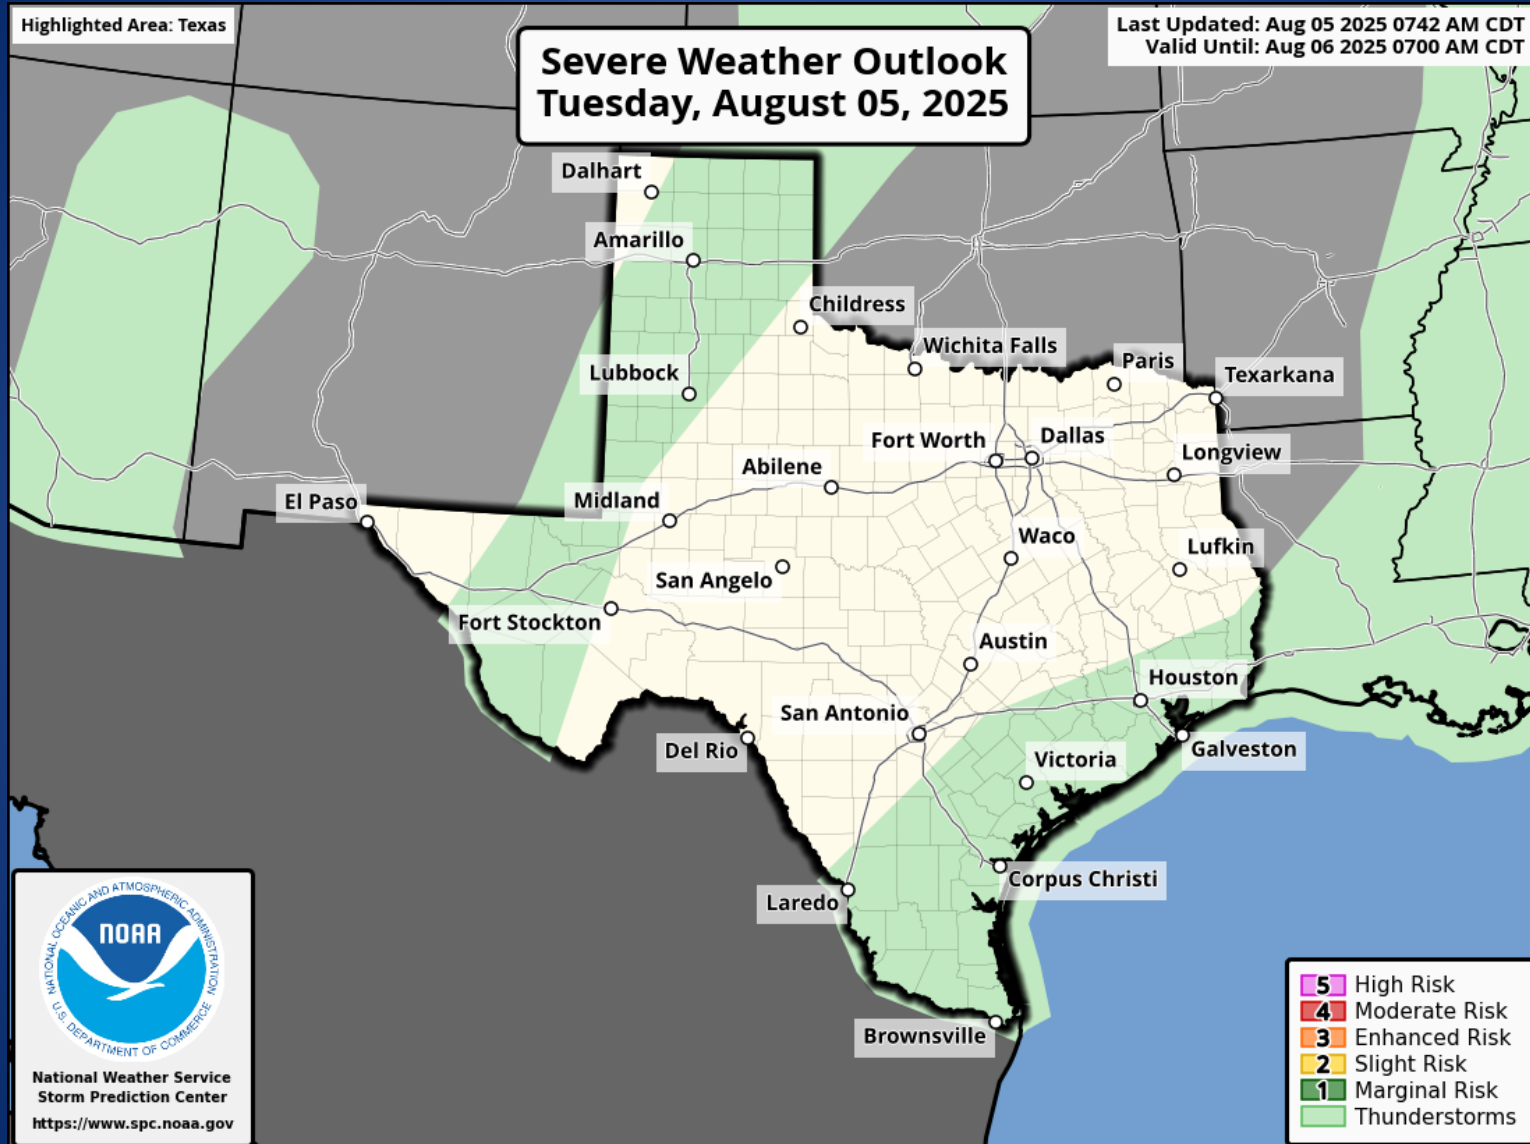 Highlighted Area: Texas
Severe Weather Outlook
Tuesday, August 05, 2025
Last Updated: Aug 05 2025 0742 AM CDT
Valid Until: Aug 06 2025 0700 AM CDT
Dalhart
Amarillo
Childress
Wichita Falls
Paris
Texarkana
Lubbock
Fort Worth
Dallas
Longview
Abilene
Midland
El Paso
Waco
Lufkin
San Angelo
Fort Stockton
Austin
Houston
San Antonio
Del Rio
Galveston
Victoria
Corpus Christi
Laredo
Brownsville
NATIONAL OCEANIC AND ATMOSPHERIC ADMINISTRATION
NOAA
U.S. DEPARTMENT OF COMMERCE
National Weather Service
Storm Prediction Center
https://www.spc.noaa.gov
5 High Risk
4 Moderate Risk
3 Enhanced Risk
2 Slight Risk
1 Marginal Risk
Thunderstorms